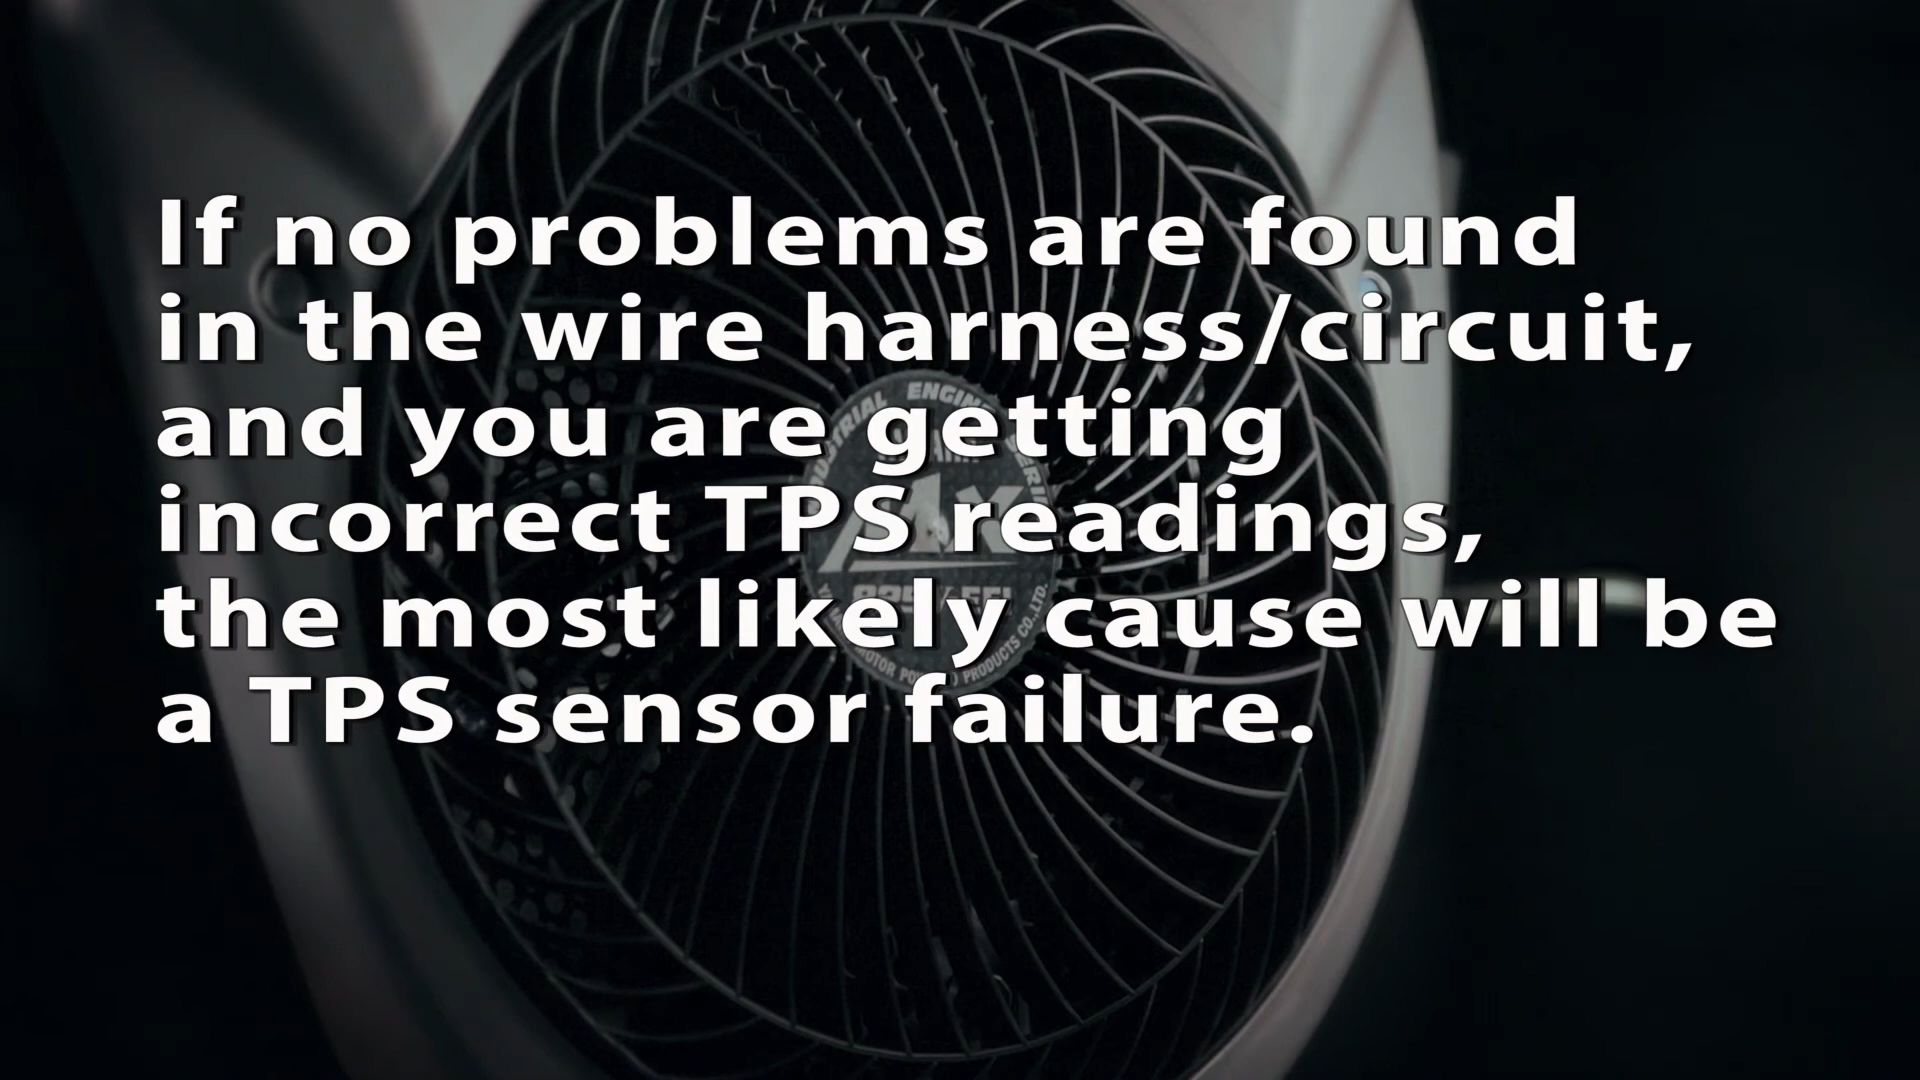 If no problems are found
in the wire harness/circuit,
and you are getting
incorrect TPS readings,
the most likely cause will be
a TPS sensor failure.